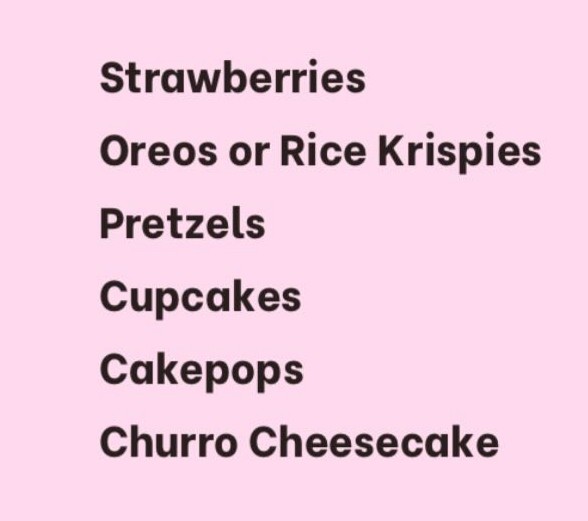 Strawberries
Oreos or Rice Krispies
Pretzels
Cupcakes
Cakepops
Churro Cheesecake